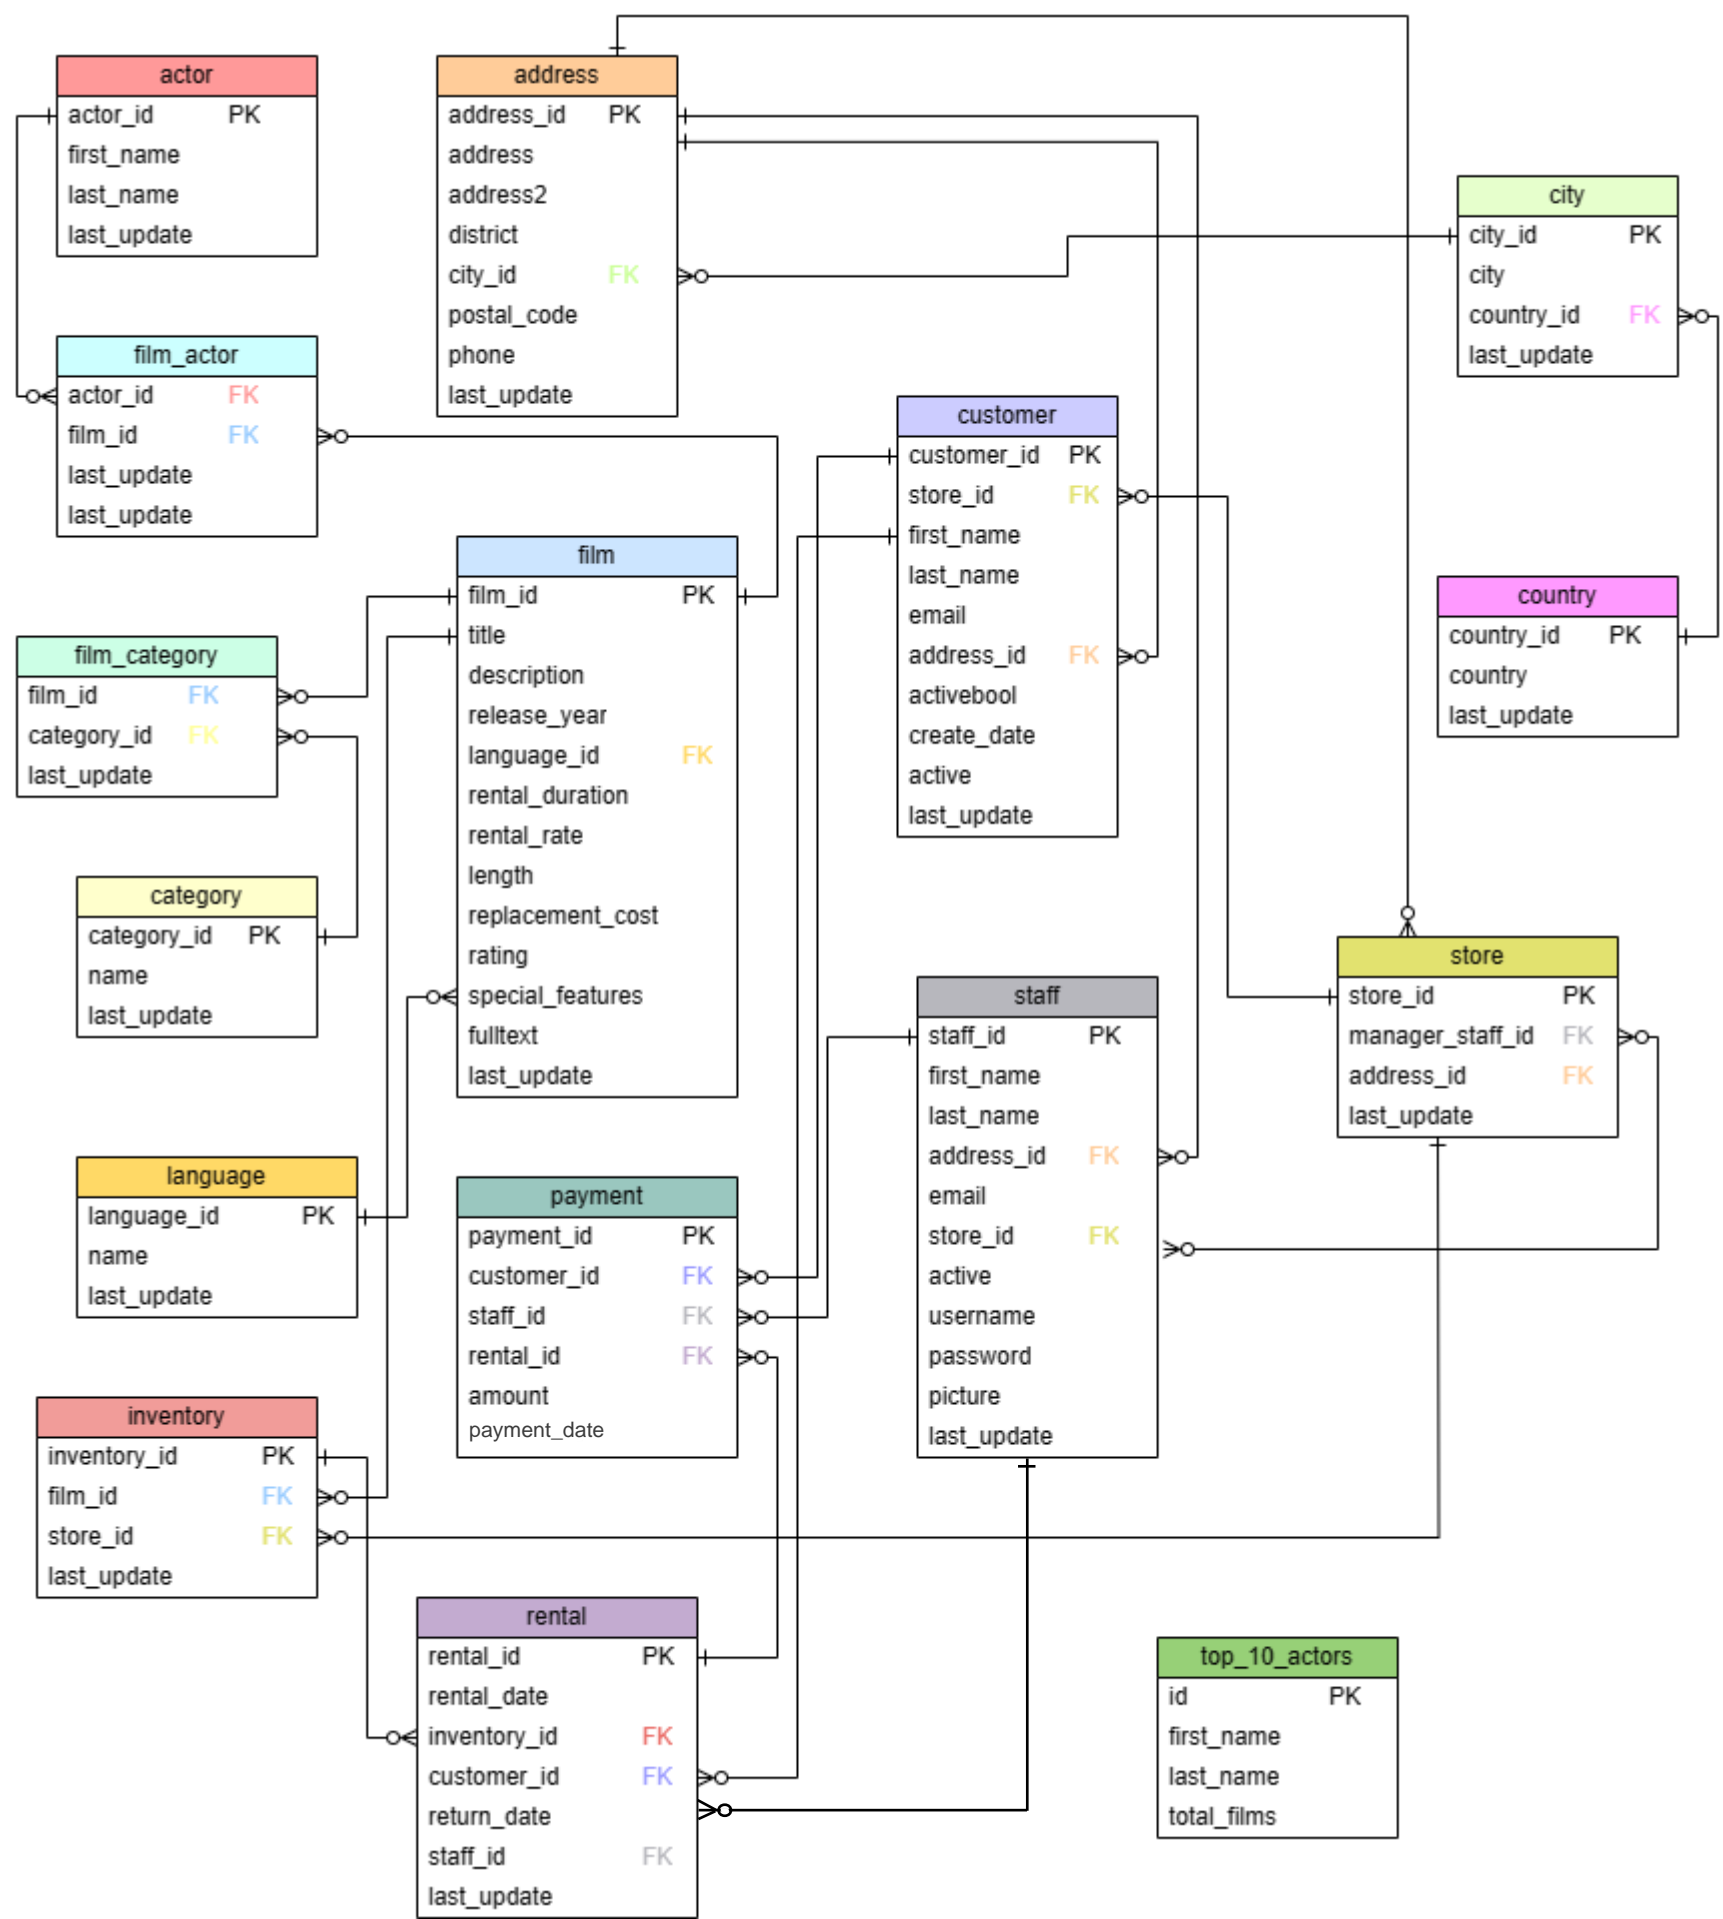 actor
actor_id PK
first_name
last_name
last_update
address
address_id PK
address
address2
district
city_id FK
postal_code
phone
last_update
city
city_id PK
city
country_id FK
last_update
film_actor
actor_id FK
film_id FK
last_update
last_update
customer
customer_id PK
store_id FK
first_name
last_name
email
address_id FK
activebool
create_date
active
last_update
film
film_id PK
title
description
release_year
language_id FK
rental_duration
rental_rate
length
replacement_cost
rating
special_features
fulltext
last_update
country
country_id PK
country
last_update
film_category
film_id FK
category_id FK
last_update
category
category_id PK
name
last_update
store
store_id PK
manager_staff_id FK
address_id FK
last_update
staff
staff_id PK
first_name
last_name
address_id FK
email
store_id FK
active
username
password
picture
last_update
language
language_id PK
name
last_update
payment
payment_id PK
customer_id FK
staff_id FK
rental_id FK
amount
payment_date
inventory
inventory_id PK
film_id FK
store_id FK
last_update
rental
rental_id PK
rental_date
inventory_id FK
customer_id FK
return_date
staff_id FK
last_update
top_10_actors
id PK
first_name
last_name
total_films